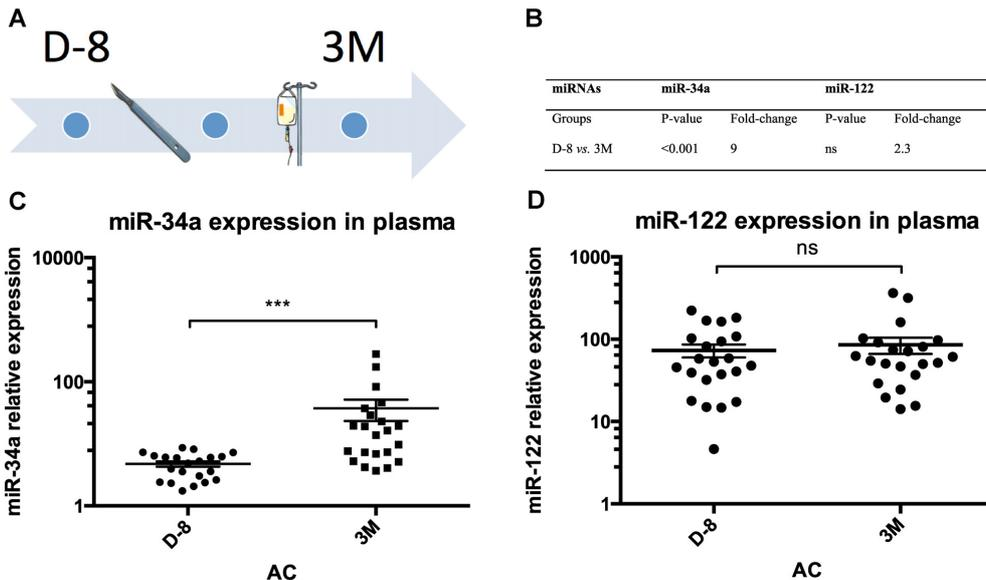 A
D-8
3M
B
miRNAs miR-34a miR-122
Groups P-value Fold-change P-value Fold-change
D-8 vs. 3M <0.001 9 ns 2.3
C
miR-34a expression in plasma
miR-34a relative expression
10000
100
1
***
D-8
3M
AC
D
miR-122 expression in plasma
miR-122 relative expression
1000
100
10
1
ns
D-8
3M
AC